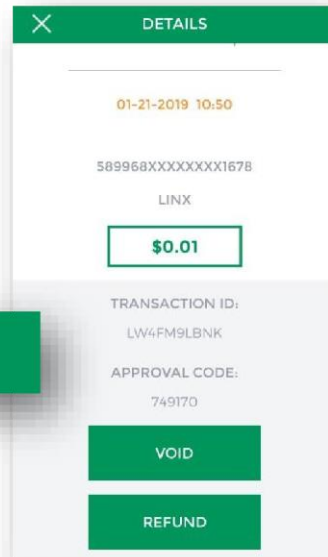 DETAILS
01-21-2019 10:50
589968XXXXXXXX1678
LINX
$0.01
TRANSACTION ID:
LW4FM9LBNK
APPROVAL CODE:
749170
VOID
REFUND